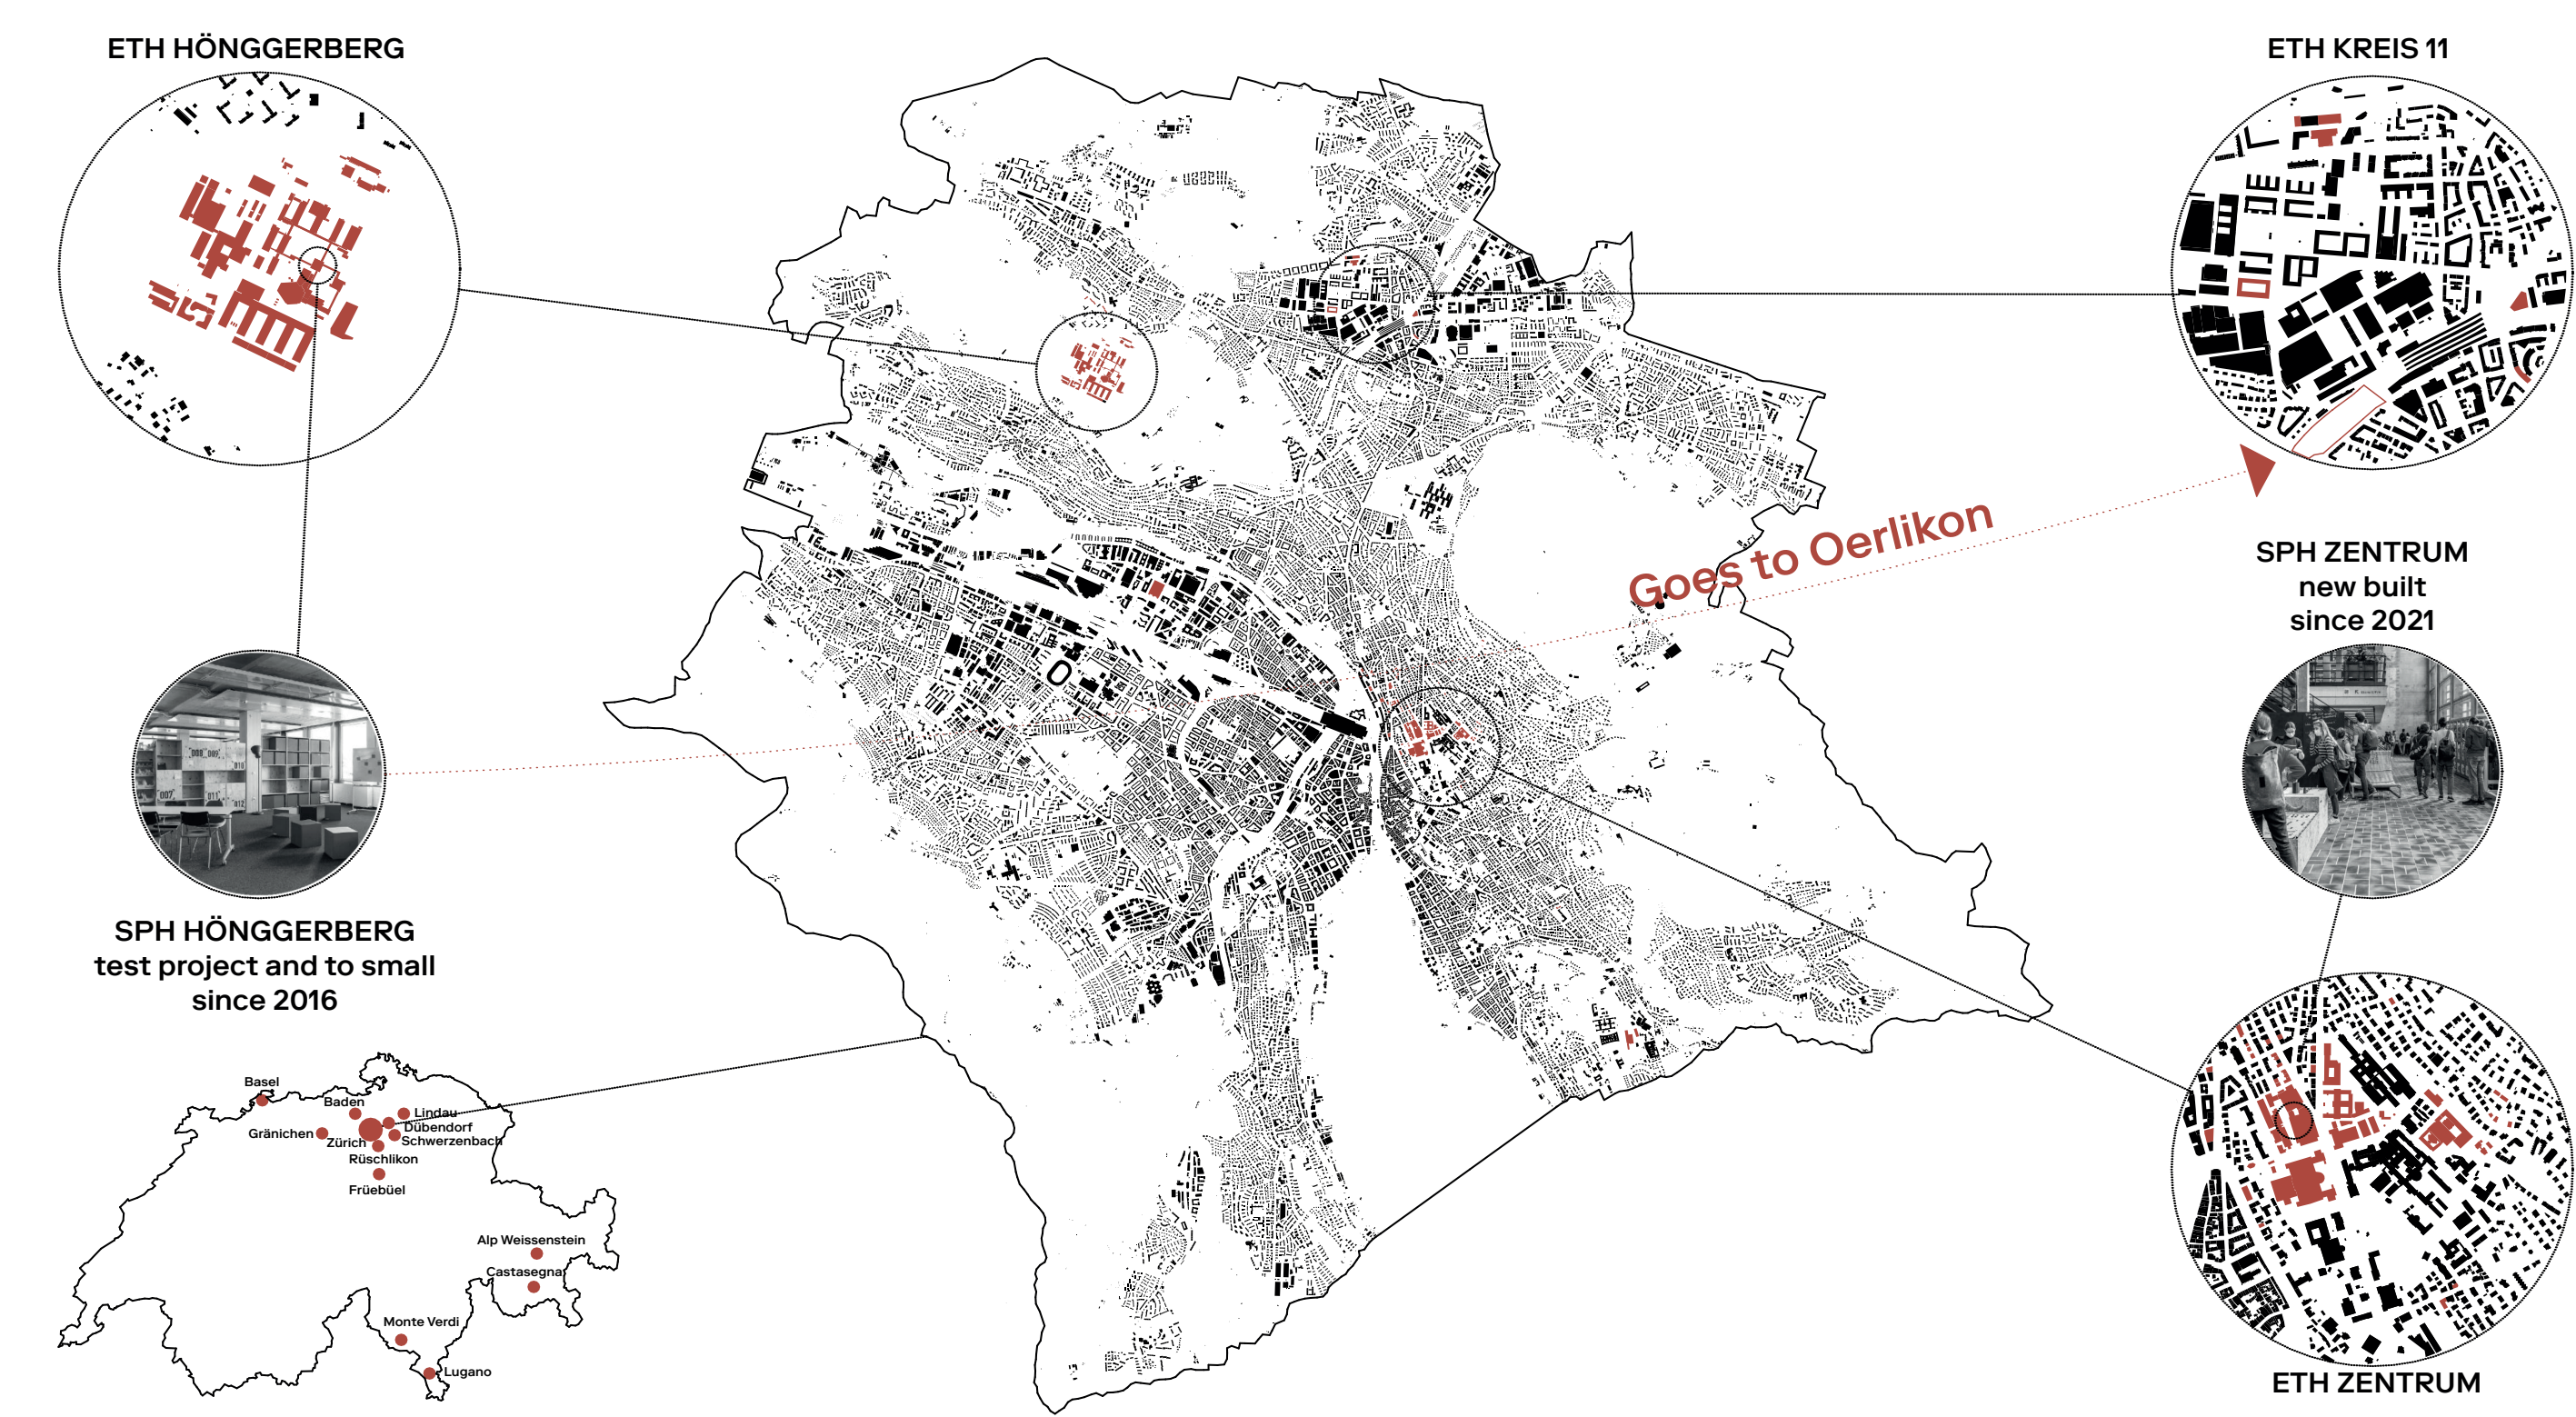 ETH HÖNGGERBERG
ETH KREIS 11
Goes to Oerlikon
SPH ZENTRUM
new built
since 2021
SPH HÖNGGERBERG
test project and to small
since 2016
Basel
Baden
Lindau
Dübendorf
Gränichen
Zürich
Schwerzenbach
Rüschlikon
Früebüel
Alp Weissenstein
Castasegna
Monte Verdi
Lugano
ETH ZENTRUM